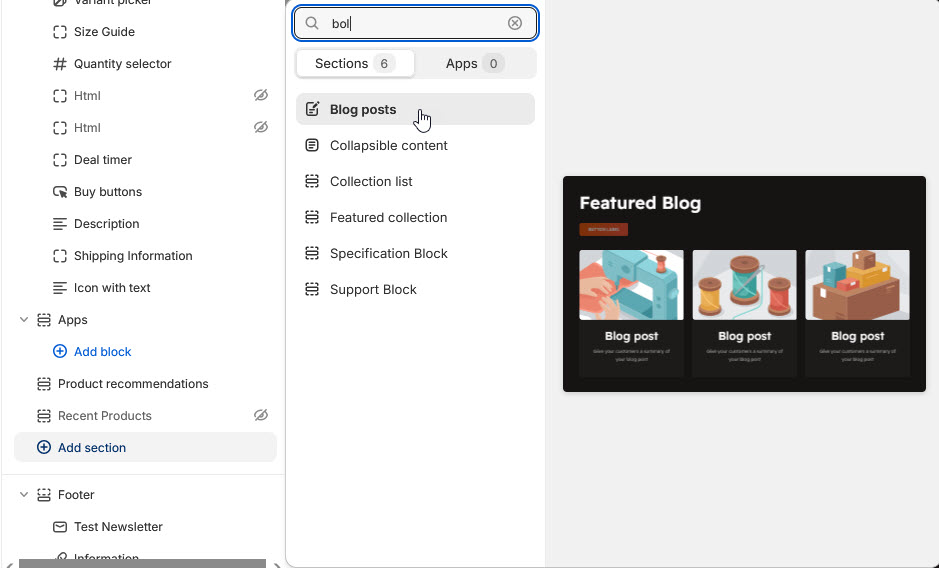 Variant picker
Size Guide
Quantity selector
Html
Html
Deal timer
Buy buttons
Description
Shipping Information
Icon with text
Apps
Add block
Product recommendations
Recent Products
Add section
Footer
Test Newsletter
Information
bol
Sections 6
Apps 0
Blog posts
Collapsible content
Collection list
Featured collection
Specification Block
Support Block
Featured Blog
BUTTON LABEL
Blog post
Give your customers a summary of
your blog post
Blog post
Give your customers a summary of
your blog post
Blog post
Give your customers a summary of
your blog post